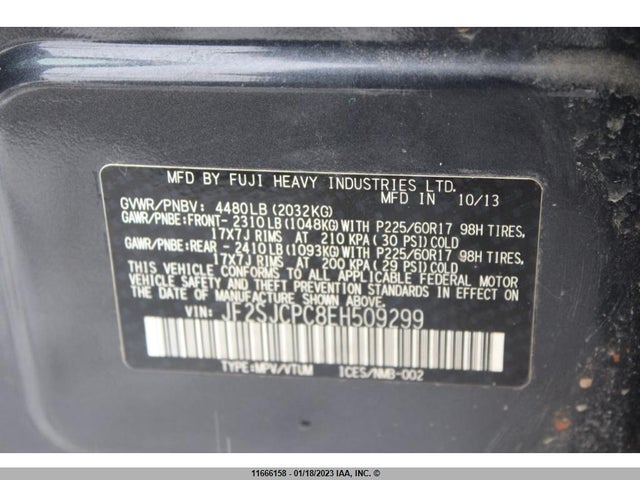 MFD BY FUJI HEAVY INDUSTRIES LTD.
MFD IN 10/13
GVWR/PNBV: 4480LB (2032KG)
GAWR/PNBE:FRONT-2310LB(1048KG)WITH P225/60R17 98H TIRES,
17X7J RIMS AT 210 KPA(30 PSI)COLD
GAWR/PNBE:REAR -2410LB(1093KG)WITH P225/60R17 98H TIRES,
17X7J RIMS AT 200 KPA(29 PSI)COLD
THIS VEHICLE CONFORMS TO ALL APPLICABLE FEDERAL MOTOR
VEHICLE SAFETY, BUMPER, AND THEFT PREVENTION STANDARDS
IN EFFECT ON THE DATE OF MANUFACTURE SHOWN ABOVE.
VIN: JF2SJCPC8EH509299
TYPE:MPV/VTUM ICES/NMB-002
11666158 - 01/18/2023 IAA, Inc.